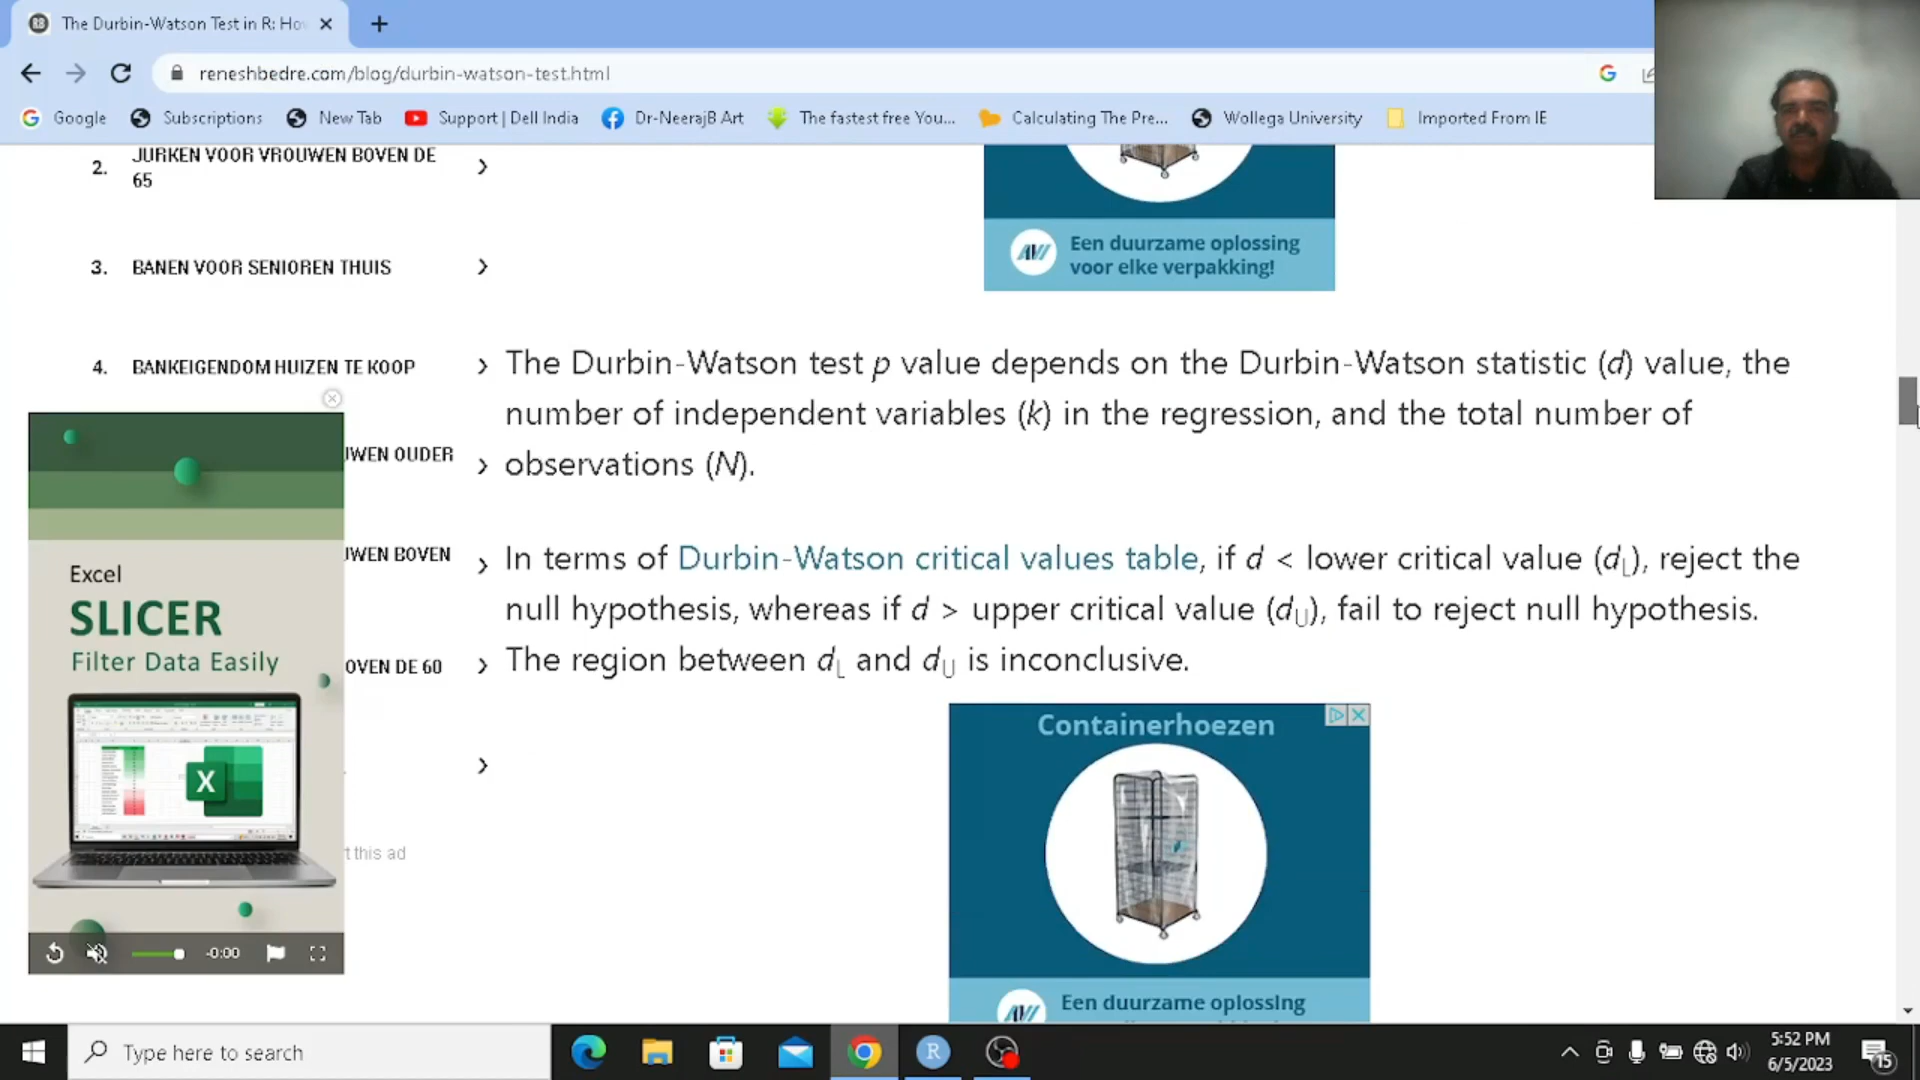 The Durbin-Watson Test in R: Ho
reneshbedre.com/blog/durbin-watson-test.html
Google
Subscriptions
New Tab
Support | Dell India
Dr-NeerajB Art
The fastest free You...
Calculating The Pre...
Wollega University
Imported From IE
2. JURKEN VOOR VROUWEN BOVEN DE
65
3. BANEN VOOR SENIOREN THUIS
4. BANKEIGENDOM HUIZEN TE KOOP
UWEN OUDER
UWEN BOVEN
OVEN DE 60
t this ad
Excel
SLICER
Filter Data Easily
X
-0:00
Een duurzame oplossing
voor elke verpakking!
The Durbin-Watson test p value depends on the Durbin-Watson statistic (d) value, the
number of independent variables (k) in the regression, and the total number of
observations (N).
In terms of Durbin-Watson critical values table, if d < lower critical value (dL), reject the
null hypothesis, whereas if d > upper critical value (dU), fail to reject null hypothesis.
The region between dL and dU is inconclusive.
Containerhoezen
Een duurzame oplossing
Type here to search
R
5:52 PM
6/5/2023
15